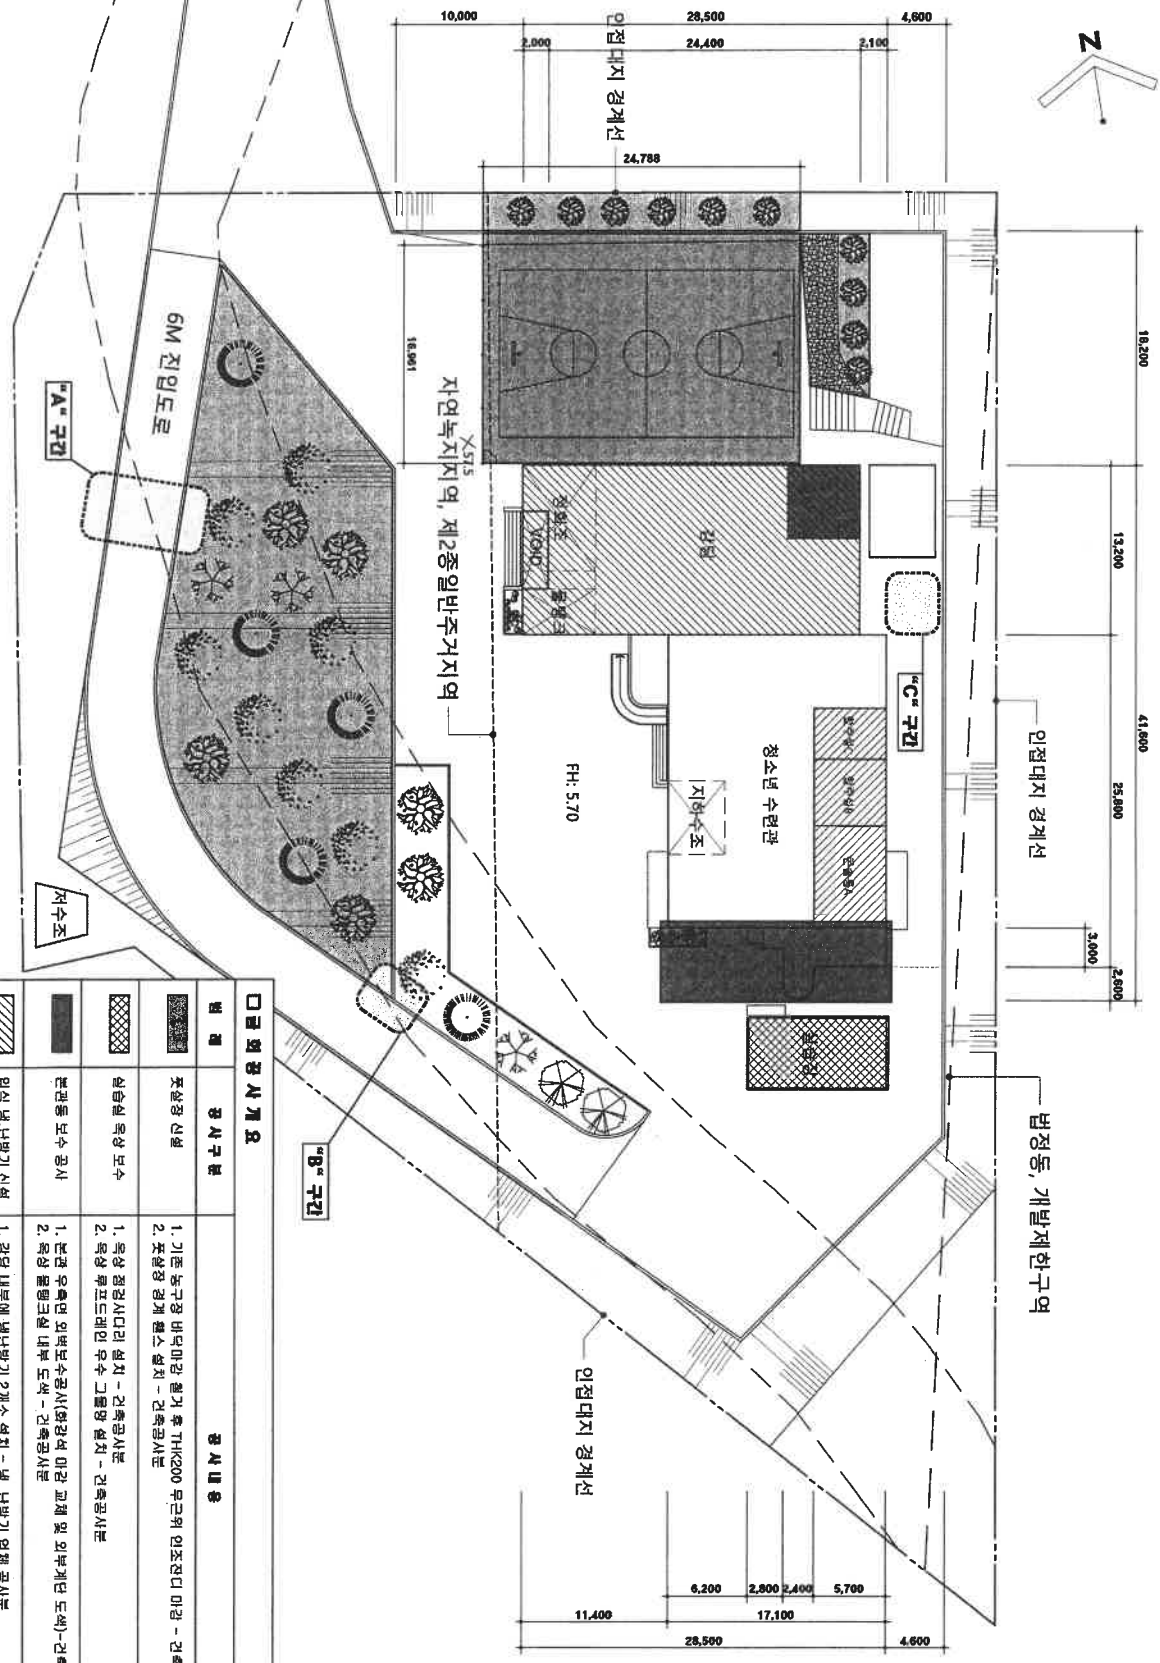 10,000
28,500
4,600
2,000
24,400
2,100
N
인접대지 경계선
24,788
18,200
16,961
6M 진입도로
"A" 구간
X57.5
자연녹지지역, 제2종일반주거지역
정화조
VOID
물탱크
강당
13,200
41,600
"C" 구간
인접대지 경계선
25,800
청소년 수련관
FH: 5.70
지하수조
3,000
2,600
저수조
"B" 구간
법정동, 개발제한구역
인접대지 경계선
6,200
2,800
2,400
5,700
11,400
17,100
28,500
4,600
범 례
공 사 구 분
공 사 내 용
풋살장 신설
1. 기존 농구장 바닥마감 철거 후 THK200 무근위 인조잔디 마감 - 건축
2. 풋살장 경계 휀스 설치 - 건축공사분
실습실 옥상 보수
1. 옥상 점검사다리 설치 - 건축공사분
2. 옥상 루프드레인 우수 그물망 설치 - 건축공사분
본관동 보수 공사
1. 본관 우측면 외벽보수공사(화강석 마감 교체 및 외부계단 도색)-건축
2. 옥상 물탱크실 내부 도색 - 건축공사분